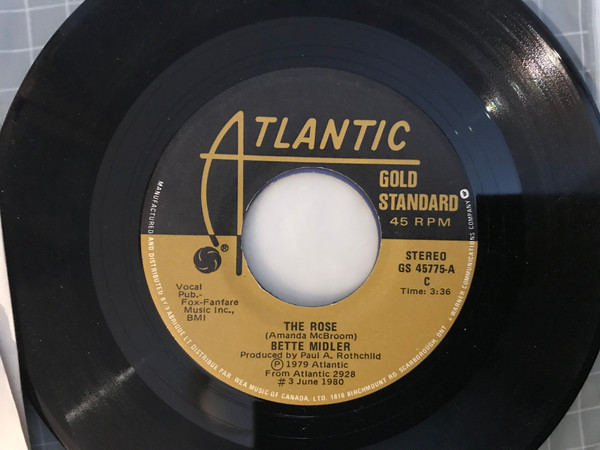 ATLANTIC
GOLD
STANDARD
45 RPM
®
STEREO
GS 45775-A
C
Time: 3:36
Vocal
Pub.-
Fox-Fanfare
Music Inc.,
BMI
THE ROSE
(Amanda McBroom)
BETTE MIDLER
Produced by Paul A. Rothchild
Ⓟ 1979 Atlantic
From Atlantic 2928
#3 June 1980
MANUFACTURED AND DISTRIBUTED BY/FABRIQUÉ ET DISTRIBUÉ PAR WEA MUSIC OF CANADA, LTD. 1810 BIRCHMOUNT RD. SCARBOROUGH, ONT. • WARNER COMMUNICATIONS COMPANY